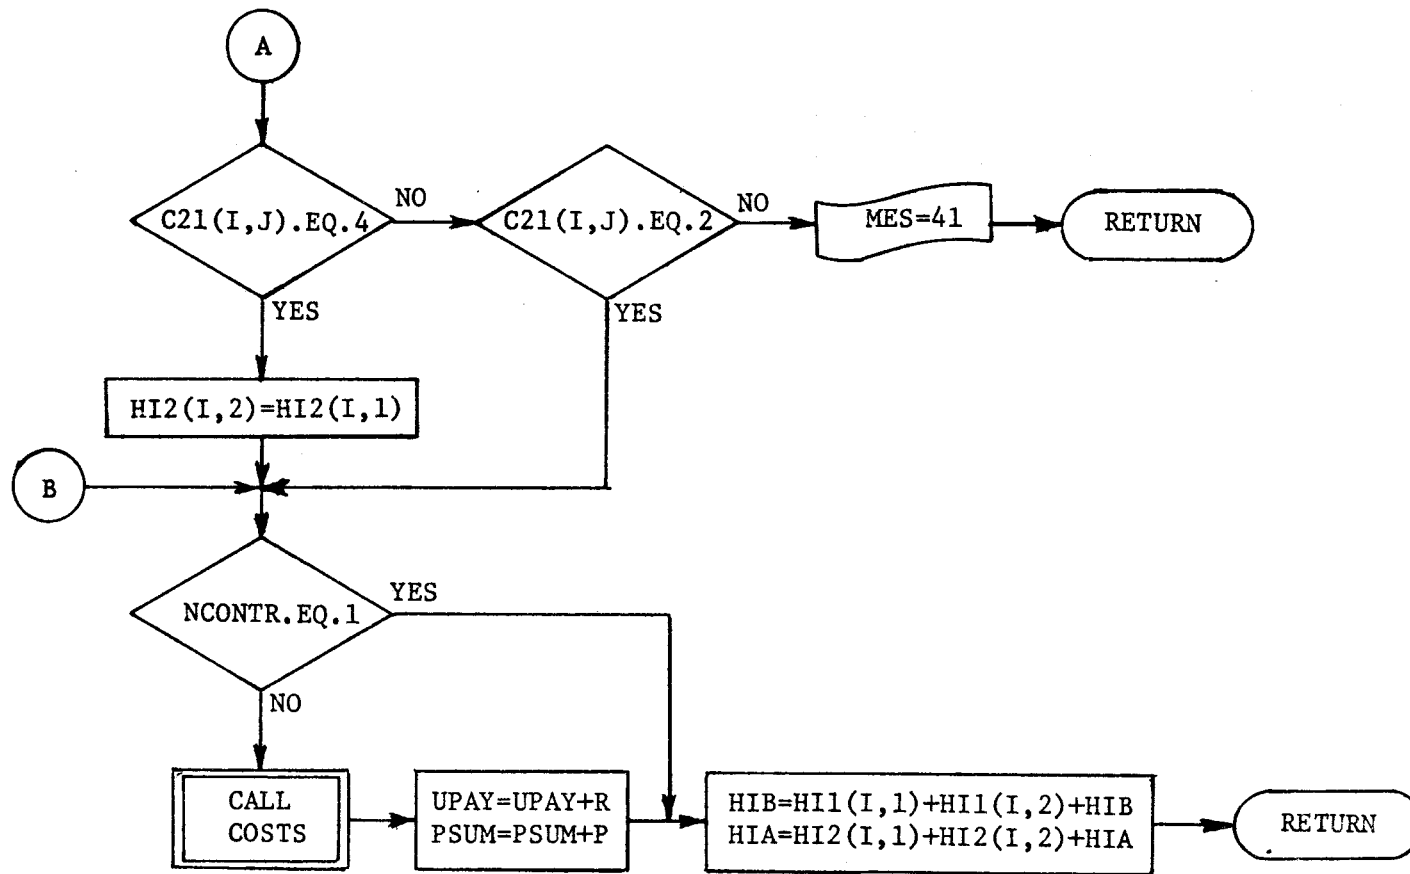 A
C21(I,J).EQ.4
NO
C21(I,J).EQ.2
NO
MES=41
RETURN
YES
YES
HI2(I,2)=HI2(I,1)
B
NCONTR.EQ.1
YES
NO
CALL
COSTS
UPAY=UPAY+R
PSUM=PSUM+P
HIB=HI1(I,1)+HI1(I,2)+HIB
HIA=HI2(I,1)+HI2(I,2)+HIA
RETURN